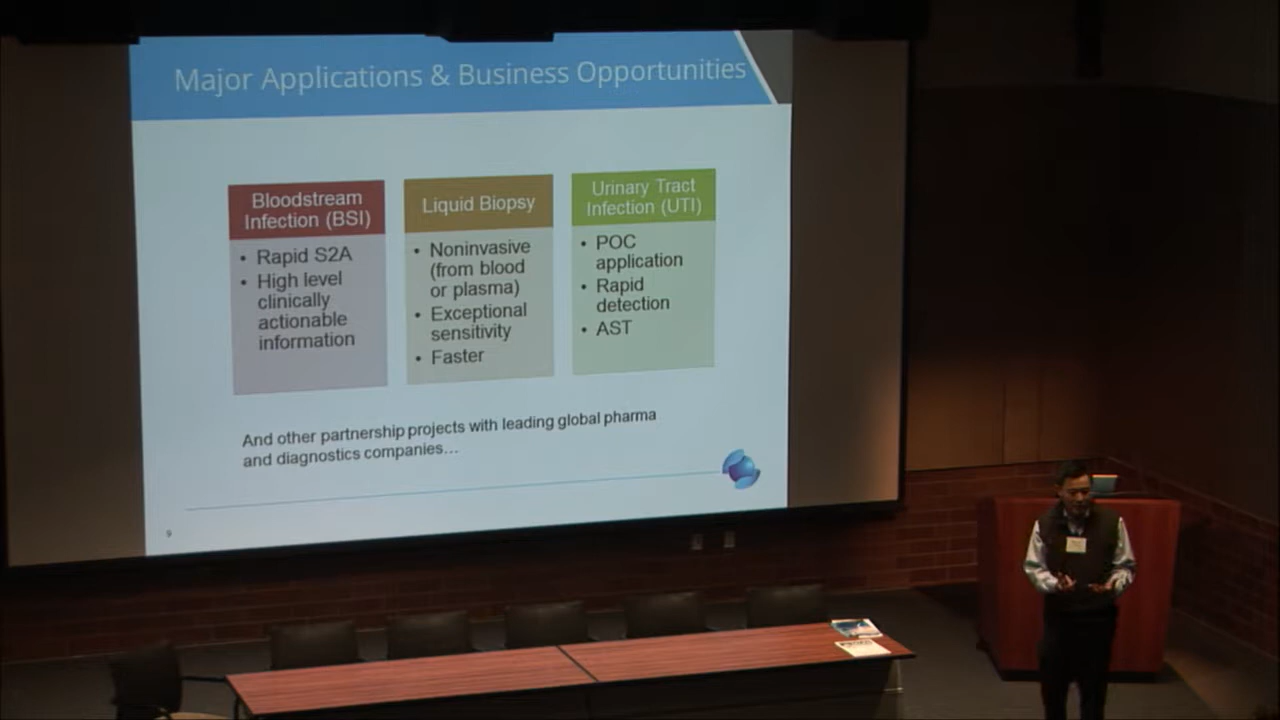 Major Applications & Business Opportunities
Bloodstream
Infection (BSI)
• Rapid S2A
• High level
clinically
actionable
information
Liquid Biopsy
• Noninvasive
(from blood
or plasma)
• Exceptional
sensitivity
• Faster
Urinary Tract
Infection (UTI)
• POC
application
• Rapid
detection
• AST
And other partnership projects with leading global pharma
and diagnostics companies…
9